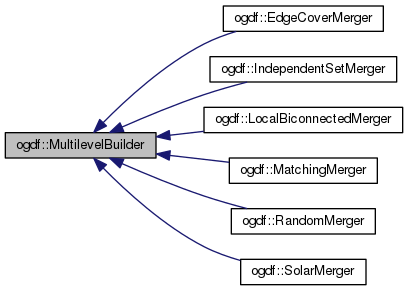 ogdf::EdgeCoverMerger
ogdf::IndependentSetMerger
ogdf::LocalBiconnectedMerger
ogdf::MultilevelBuilder
ogdf::MatchingMerger
ogdf::RandomMerger
ogdf::SolarMerger